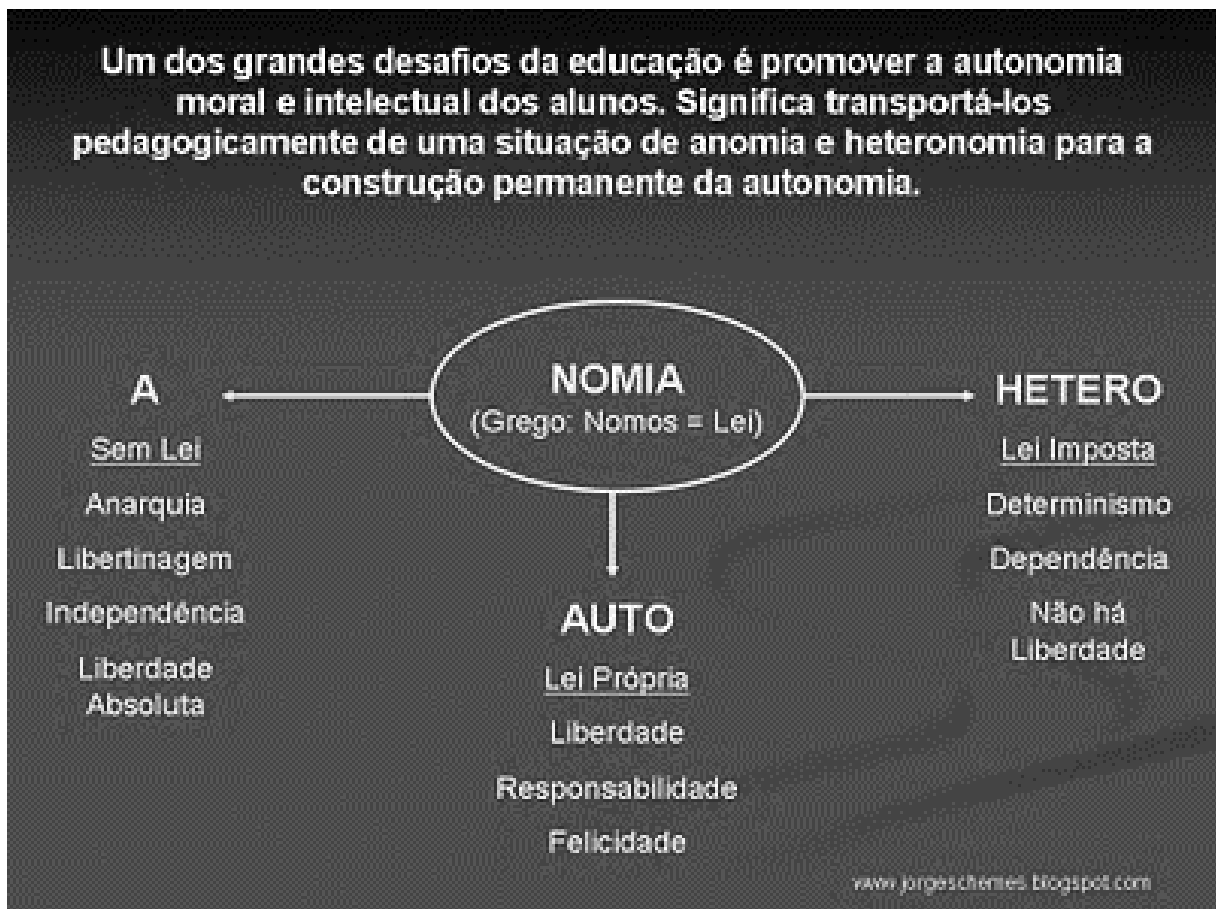 Um dos grandes desafios da educação é promover a autonomia
moral e intelectual dos alunos. Significa transportá-los
pedagogicamente de uma situação de anomia e heteronomia para a
construção permanente da autonomia.
NOMIA
(Grego: Nomos = Lei)
A
Sem Lei
Anarquia
Libertinagem
Independência
Liberdade
Absoluta
AUTO
Lei Própria
Liberdade
Responsabilidade
Felicidade
HETERO
Lei Imposta
Determinismo
Dependência
Não há
Liberdade
www.jorgeschemes.blogspot.com